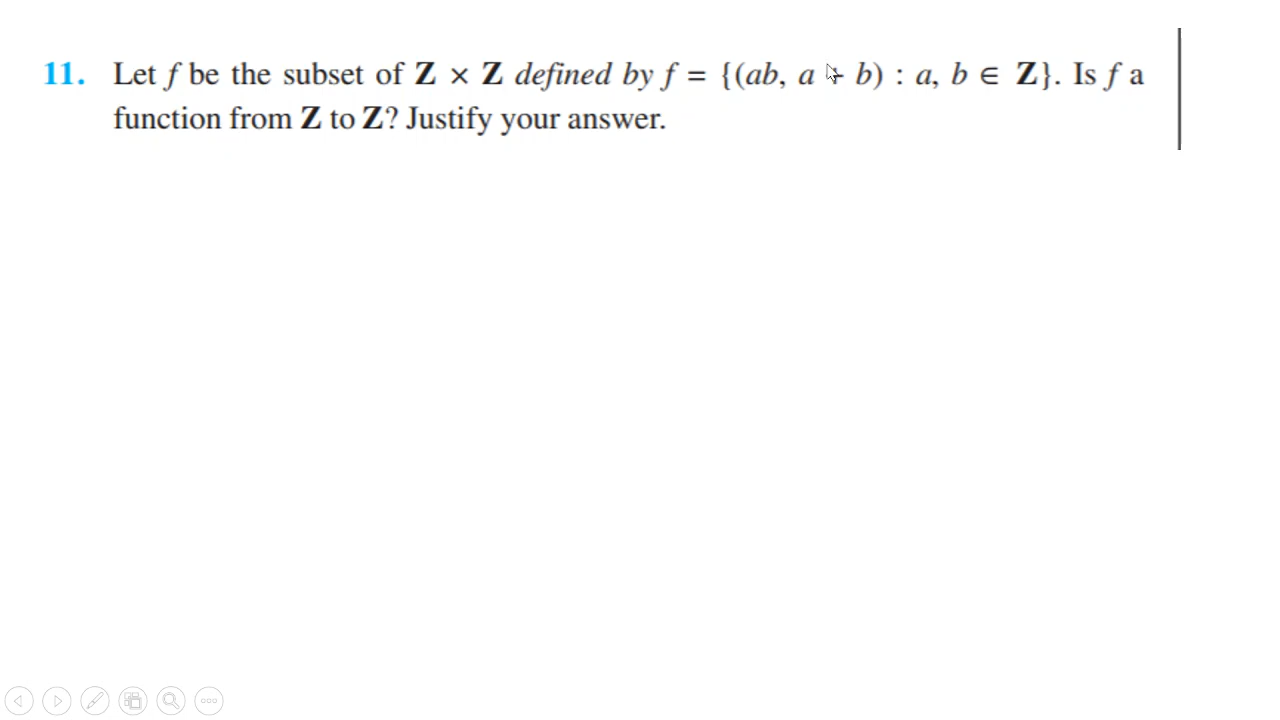 11. Let f be the subset of Z × Z defined by f = {(ab, a + b) : a, b ∈ Z}. Is f a
function from Z to Z? Justify your answer.